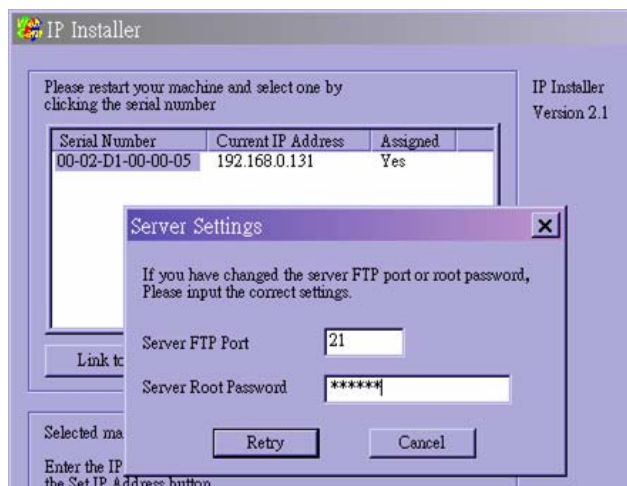 IP Installer
Please restart your machine and select one by
clicking the serial number
IP Installer
Version 2.1
Serial Number Current IP Address Assigned
00-02-D1-00-00-05 192.168.0.131 Yes
Server Settings
If you have changed the server FTP port or root password,
Please input the correct settings.
Server FTP Port 21
Server Root Password ******
Retry Cancel
Link to
Selected ma
Enter the IP
the Set IP Address button